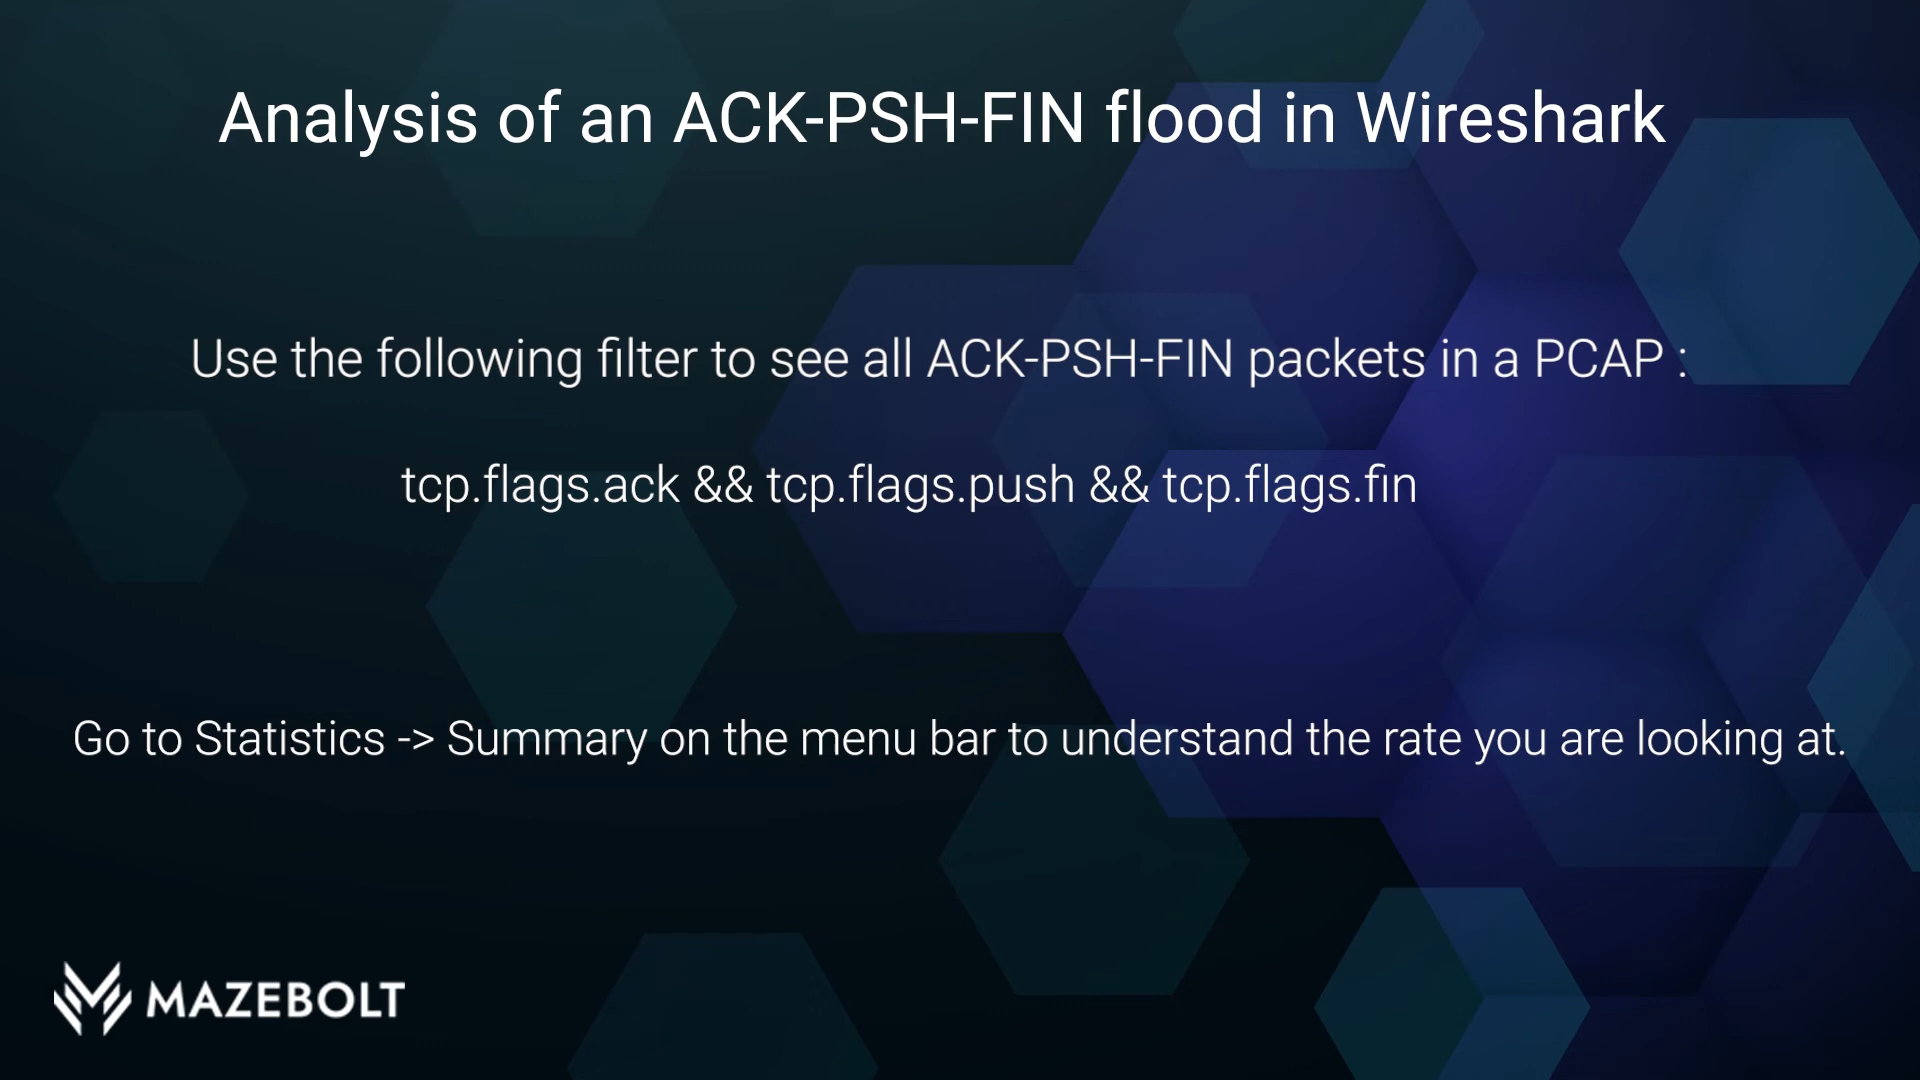 Analysis of an ACK-PSH-FIN flood in Wireshark
Use the following filter to see all ACK-PSH-FIN packets in a PCAP :
tcp.flags.ack && tcp.flags.push && tcp.flags.fin
Go to Statistics -> Summary on the menu bar to understand the rate you are looking at.
MAZEBOLT